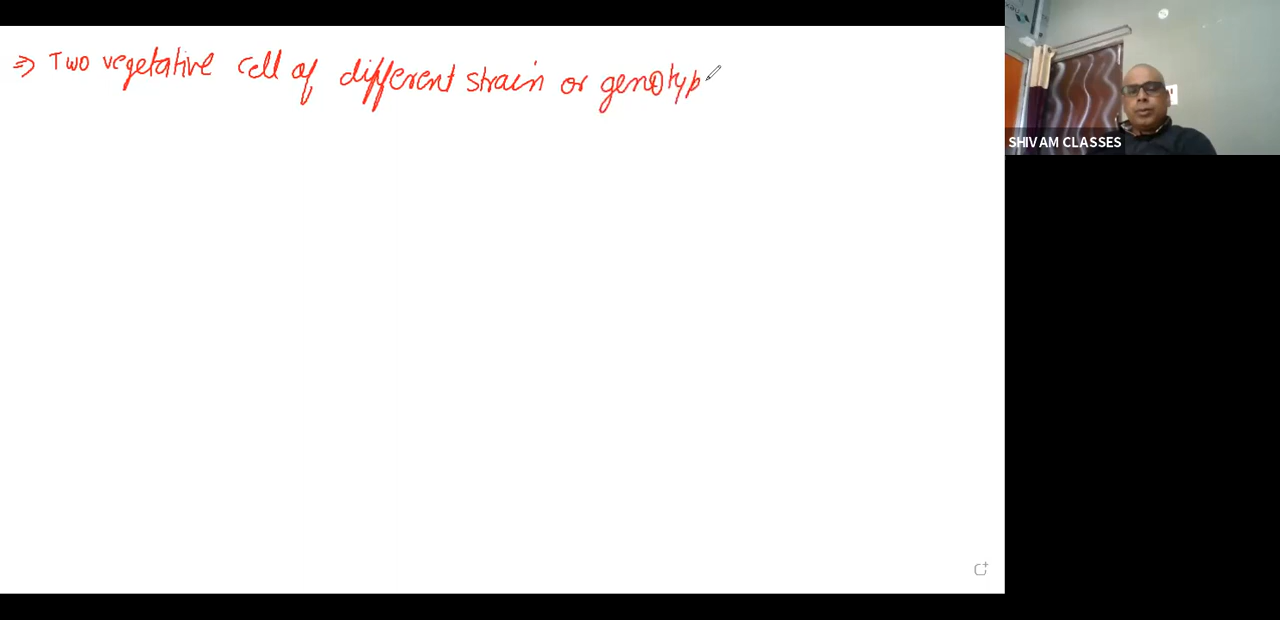 ⇒ Two vegetative cell of different strain or genotyp
SHIVAM CLASSES